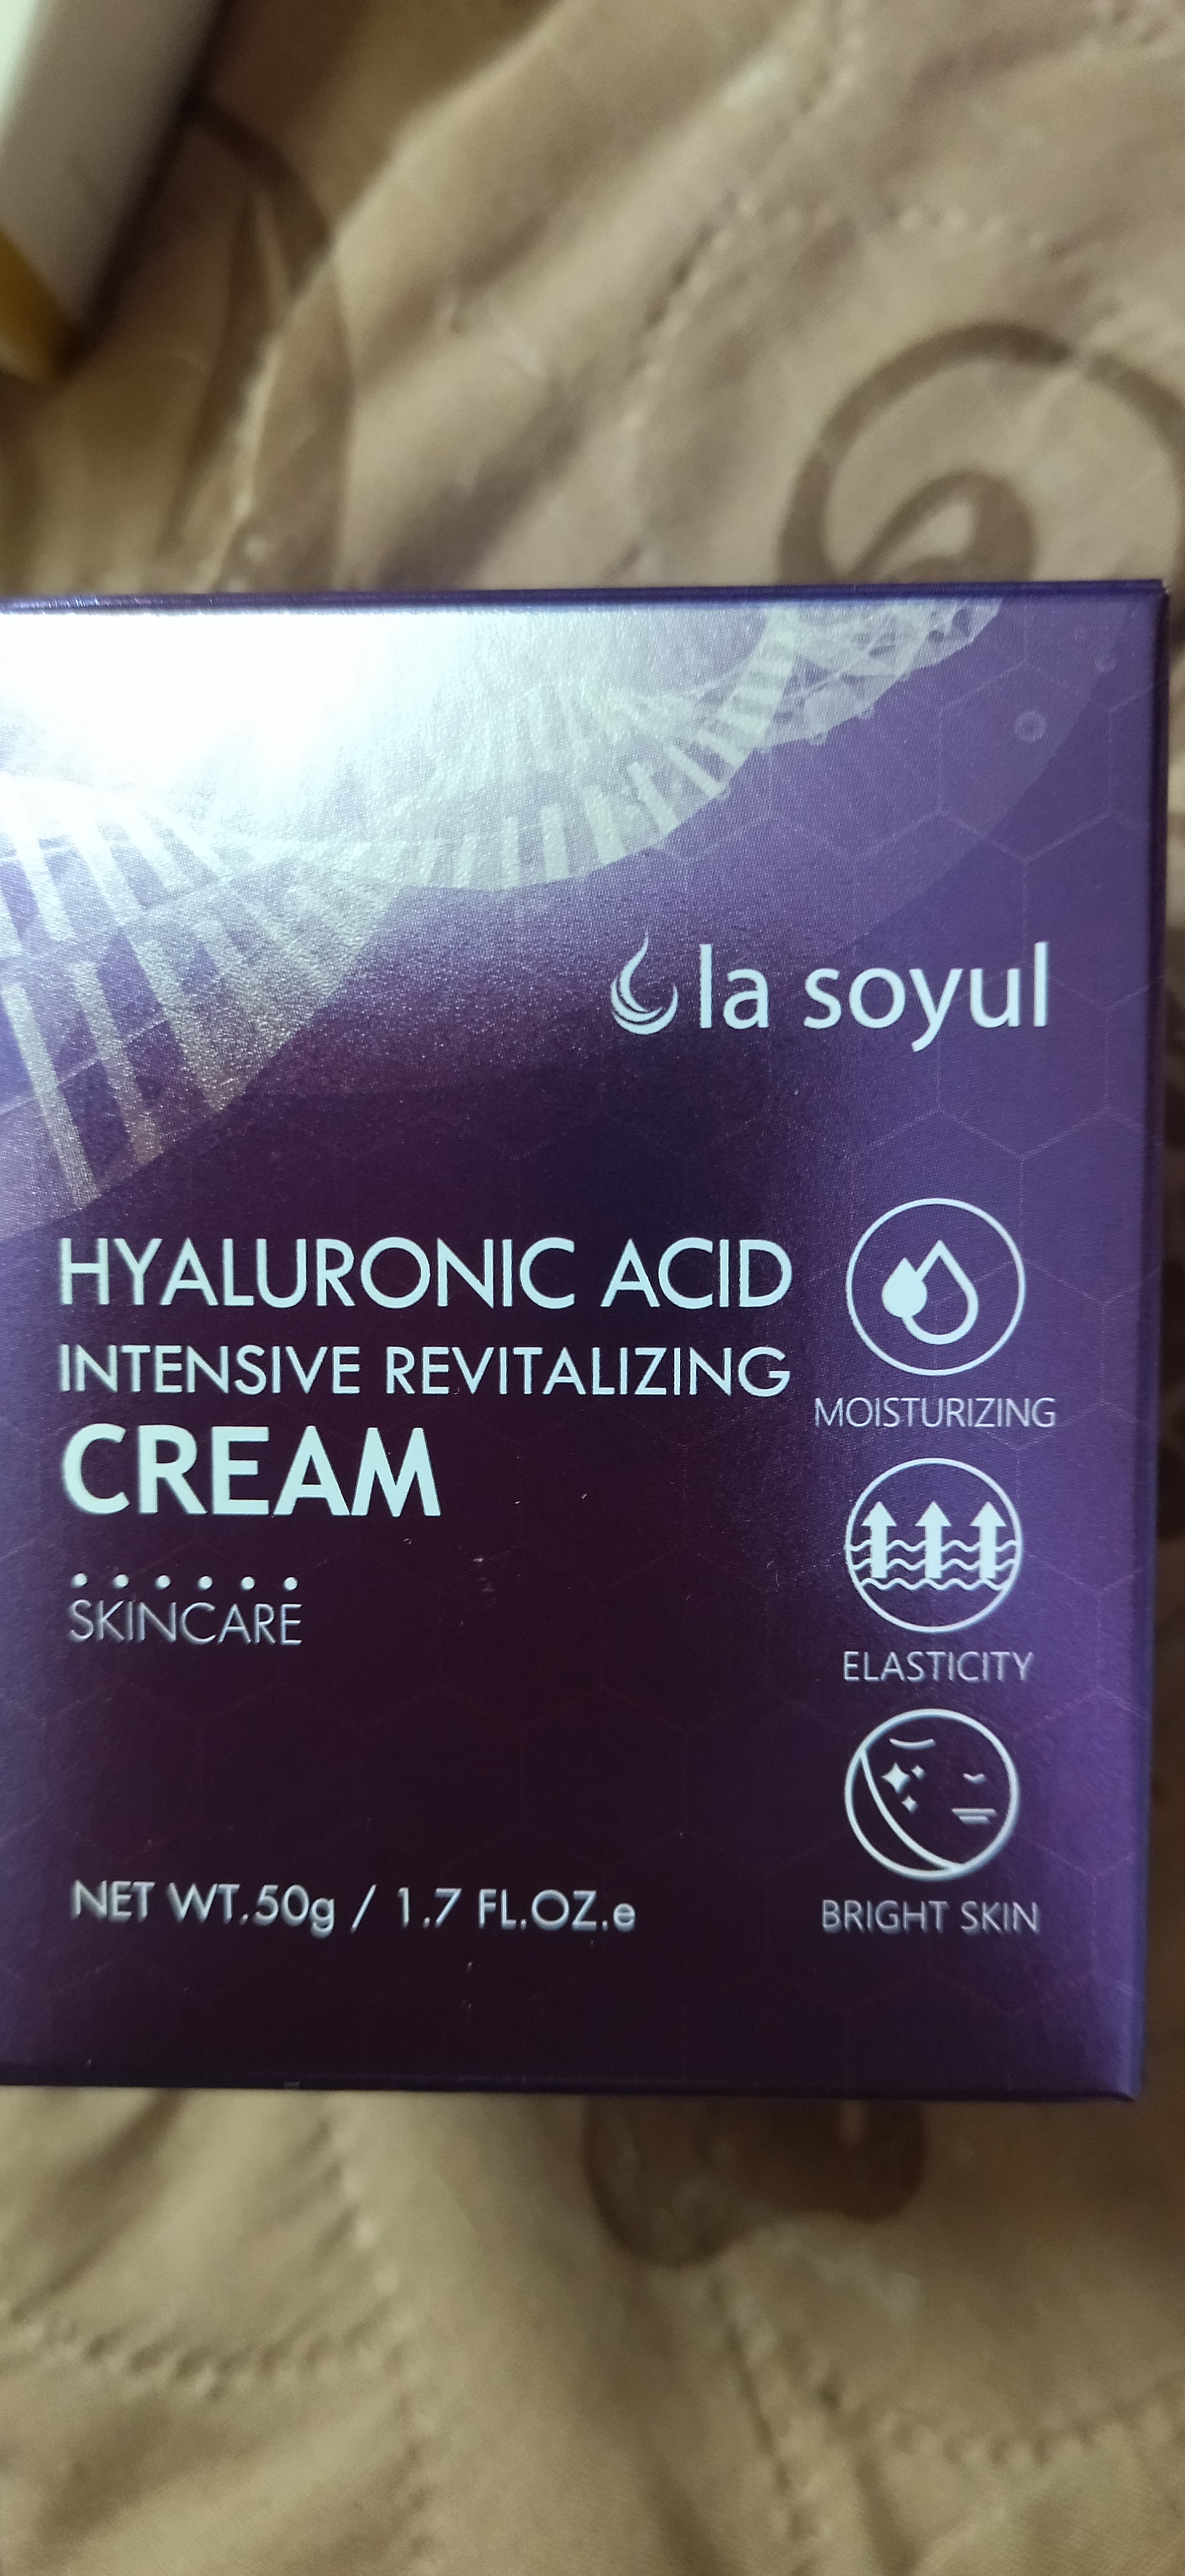 la soyul
HYALURONIC ACID
INTENSIVE REVITALIZING
CREAM
SKINCARE
NET WT.50g / 1.7 FL.OZ.e
MOISTURIZING
ELASTICITY
BRIGHT SKIN